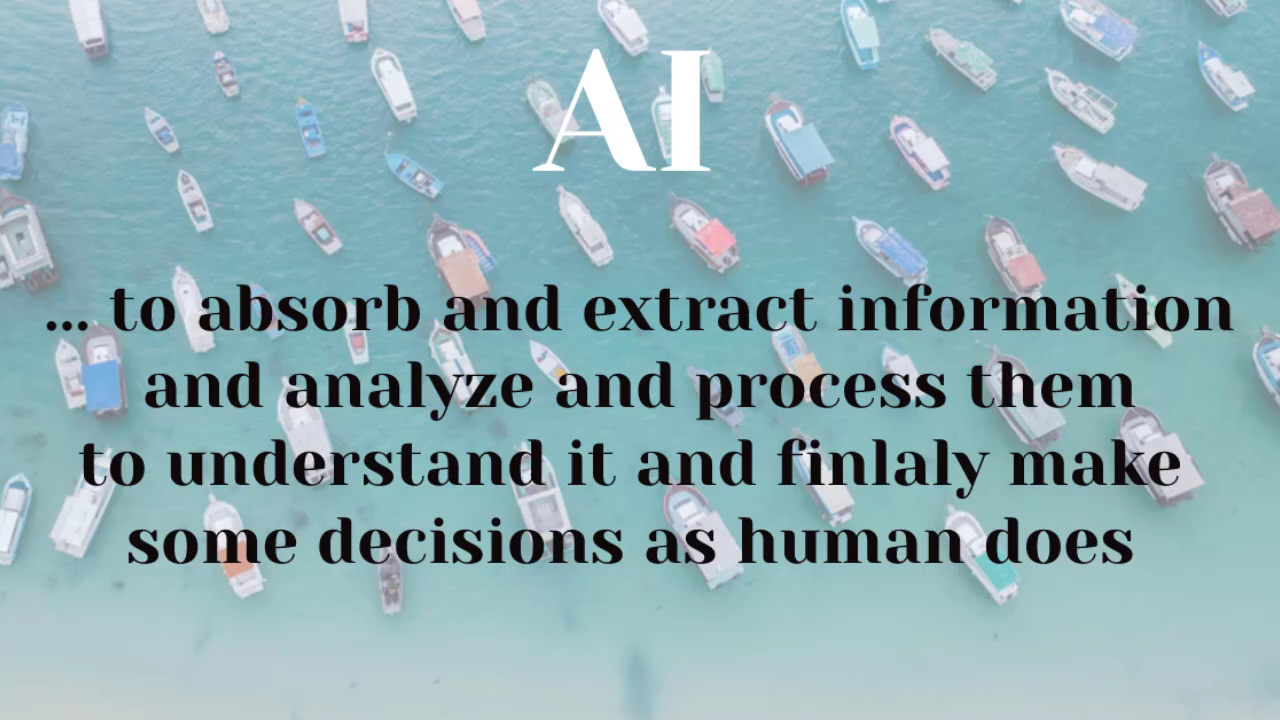 AI
... to absorb and extract information
and analyze and process them
to understand it and finlaly make
some decisions as human does